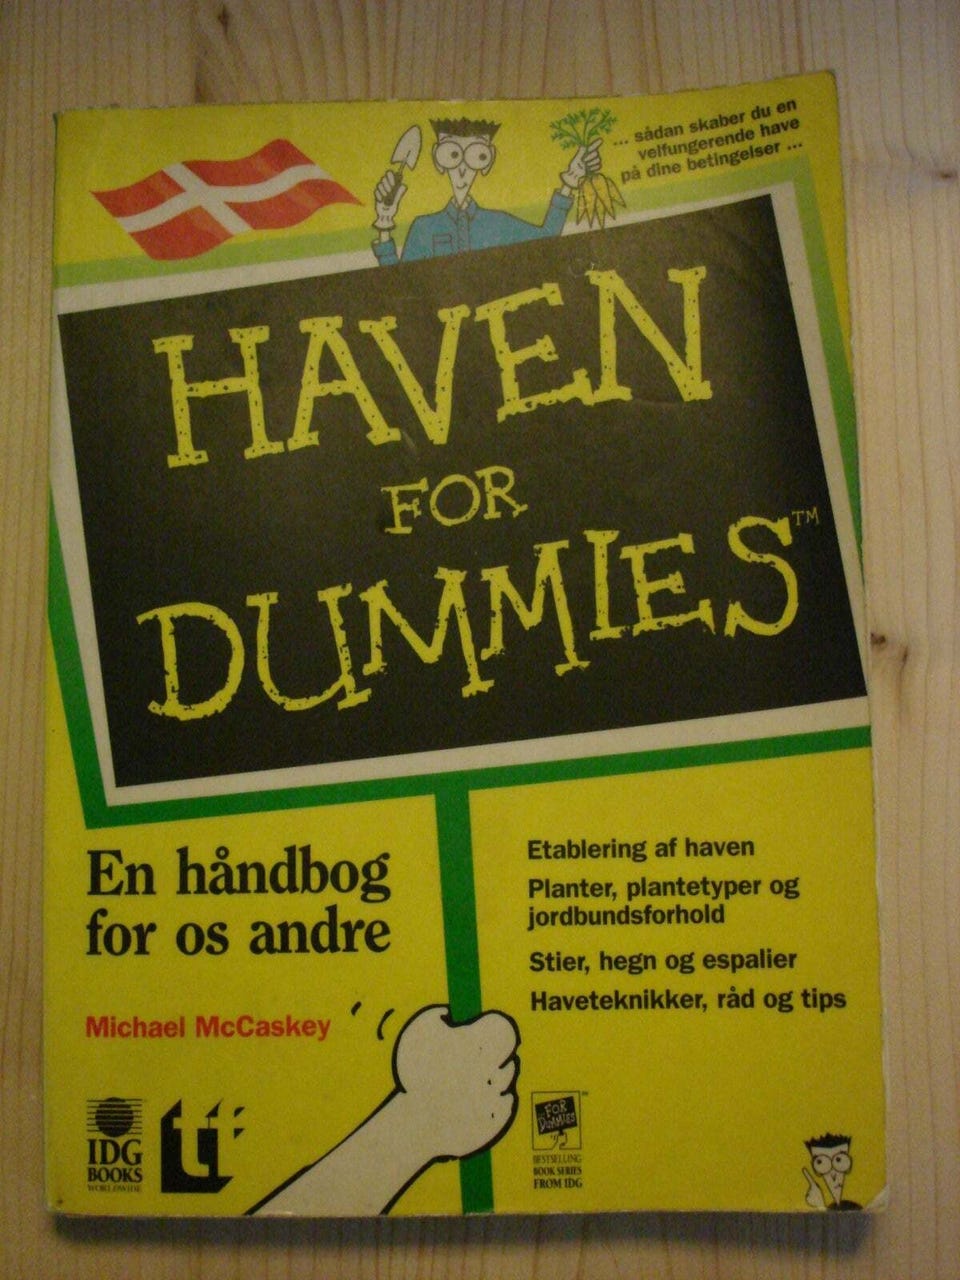 ... sådan skaber du en
velfungerende have
på dine betingelser ...
HAVEN
FOR
DUMMIES™
En håndbog
for os andre
Michael McCaskey
Etablering af haven
Planter, plantetyper og
jordbundsforhold
Stier, hegn og espalier
Haveteknikker, råd og tips
IDG
BOOKS
WORLDWIDE
FOR
DUMMIES
™
BESTSELLING
BOOK SERIES
FROM IDG